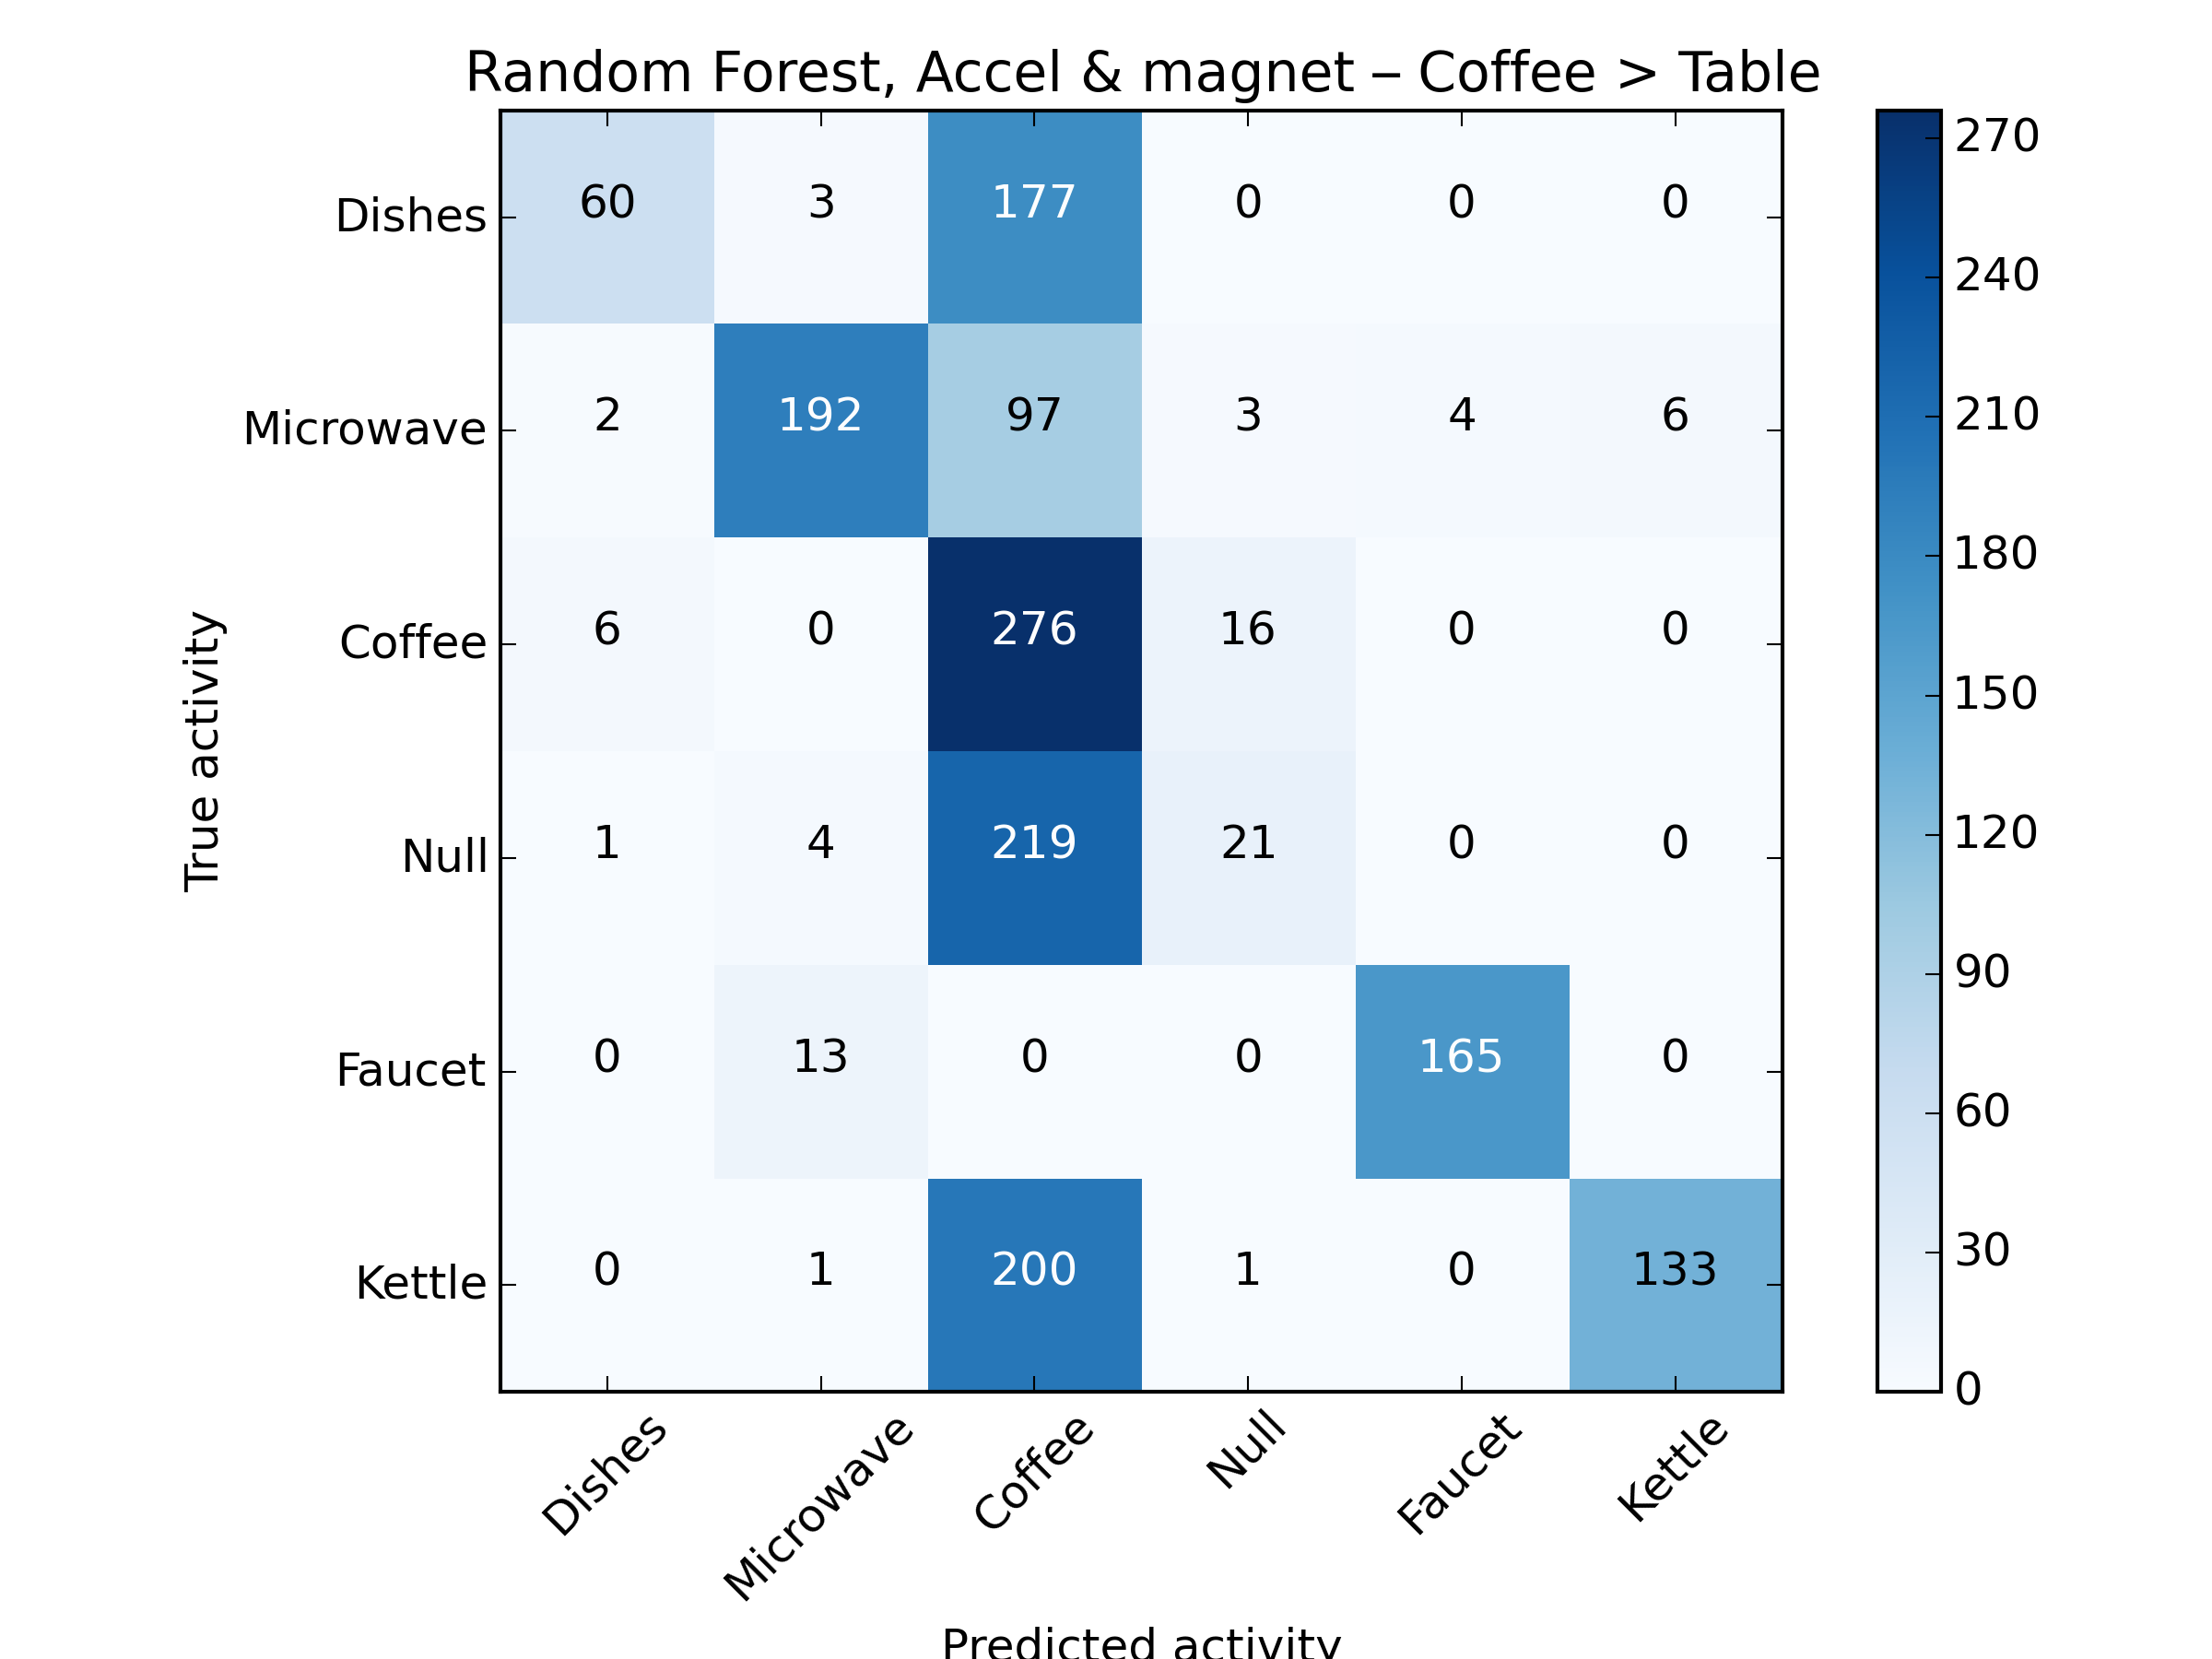 Random Forest, Accel & magnet – Coffee > Table
270
Dishes 60 3 177 0 0 0
240
Microwave 2 192 97 3 4 6
210
180
Coffee 6 0 276 16 0 0
150
True activity
120
Null 1 4 219 21 0 0
90
Faucet 0 13 0 0 165 0
60
30
Kettle 0 1 200 1 0 133
0
Dishes Microwave Coffee Null Faucet Kettle
Predicted activity